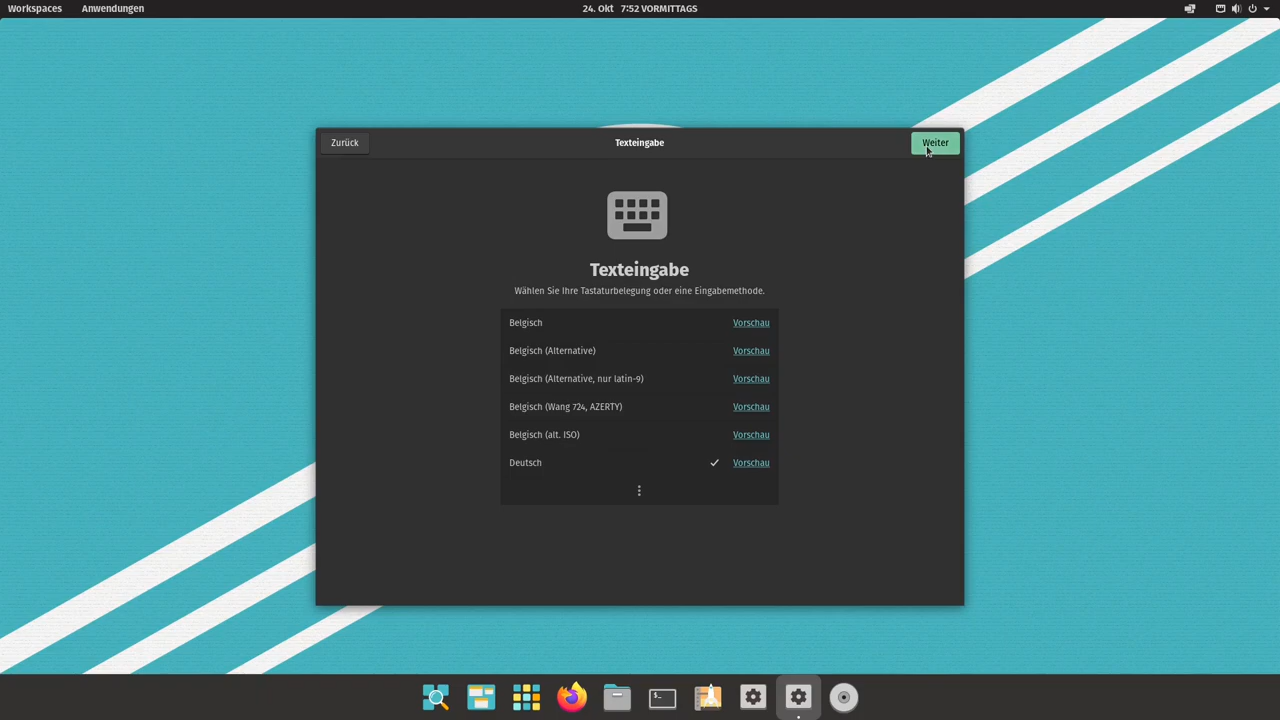 Workspaces Anwendungen 24. Okt 7:52 VORMITTAGS
Zurück Texteingabe Weiter
Texteingabe
Wählen Sie Ihre Tastaturbelegung oder eine Eingabemethode.
Belgisch Vorschau
Belgisch (Alternative) Vorschau
Belgisch (Alternative, nur latin-9) Vorschau
Belgisch (Wang 724, AZERTY) Vorschau
Belgisch (alt. ISO) Vorschau
Deutsch Vorschau